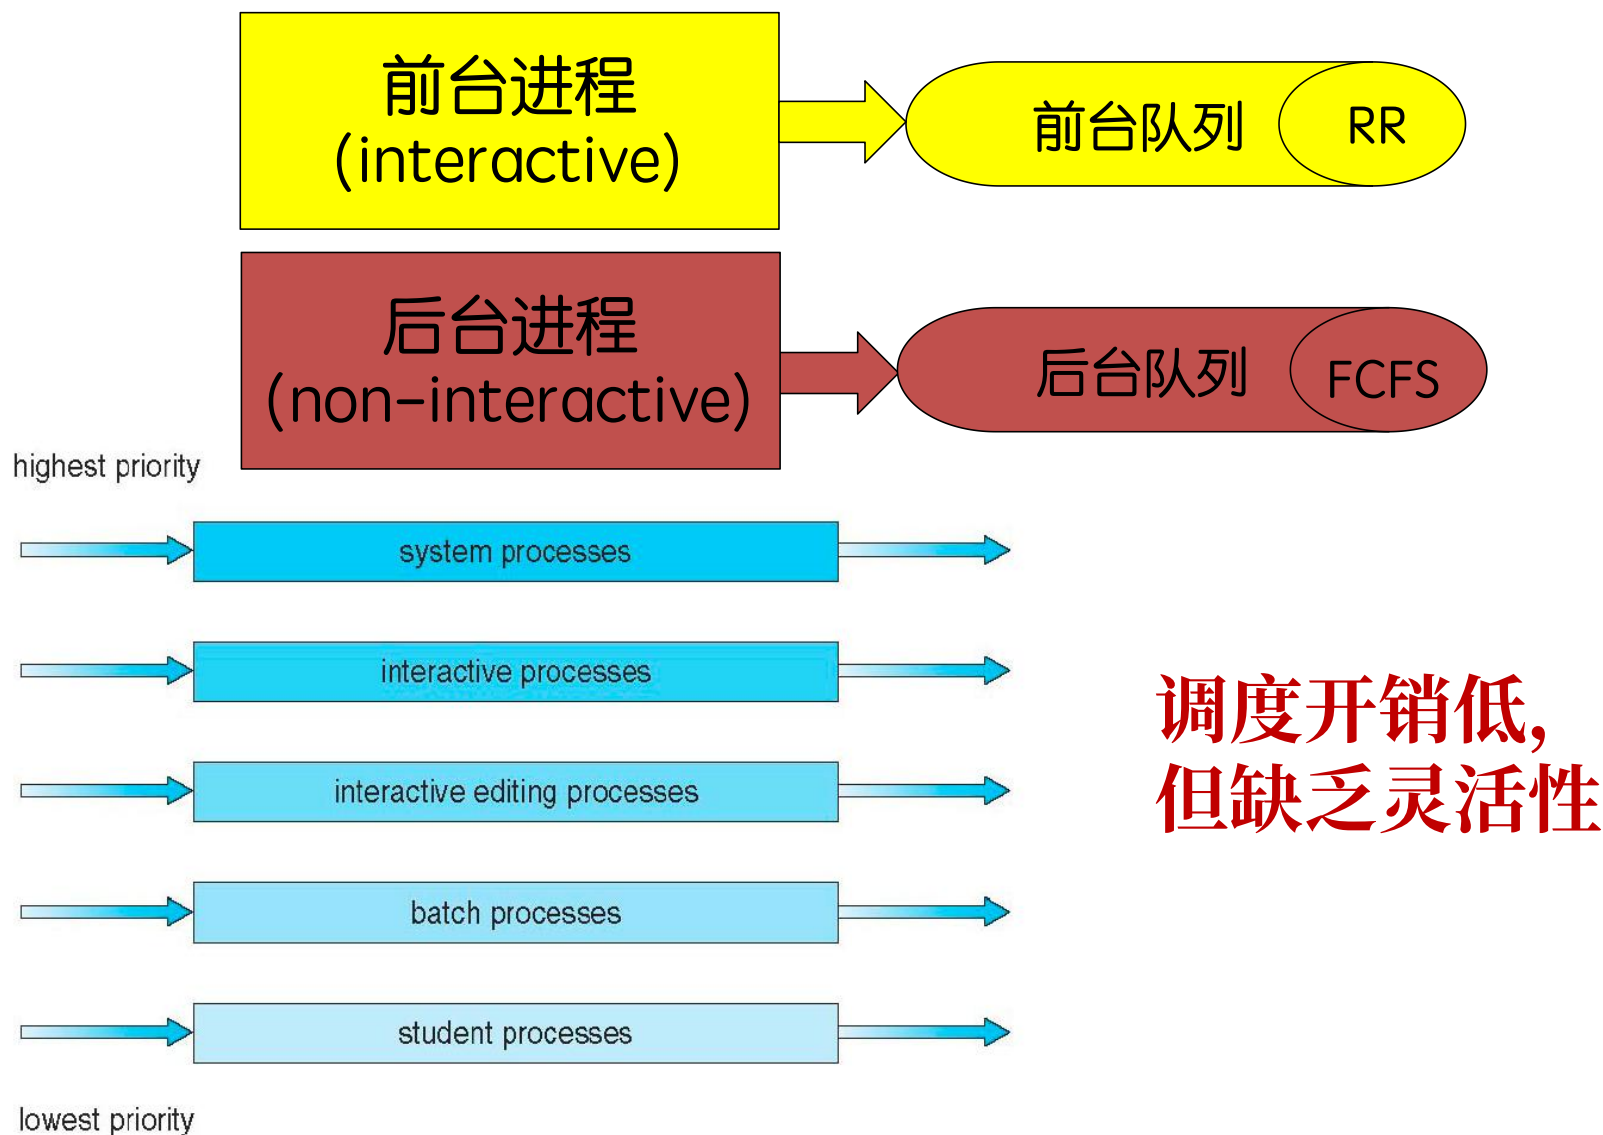 前台进程
(interactive)
前台队列
RR
后台进程
(non-interactive)
后台队列
FCFS
highest priority
system processes
interactive processes
interactive editing processes
batch processes
student processes
lowest priority
调度开销低,
但缺乏灵活性